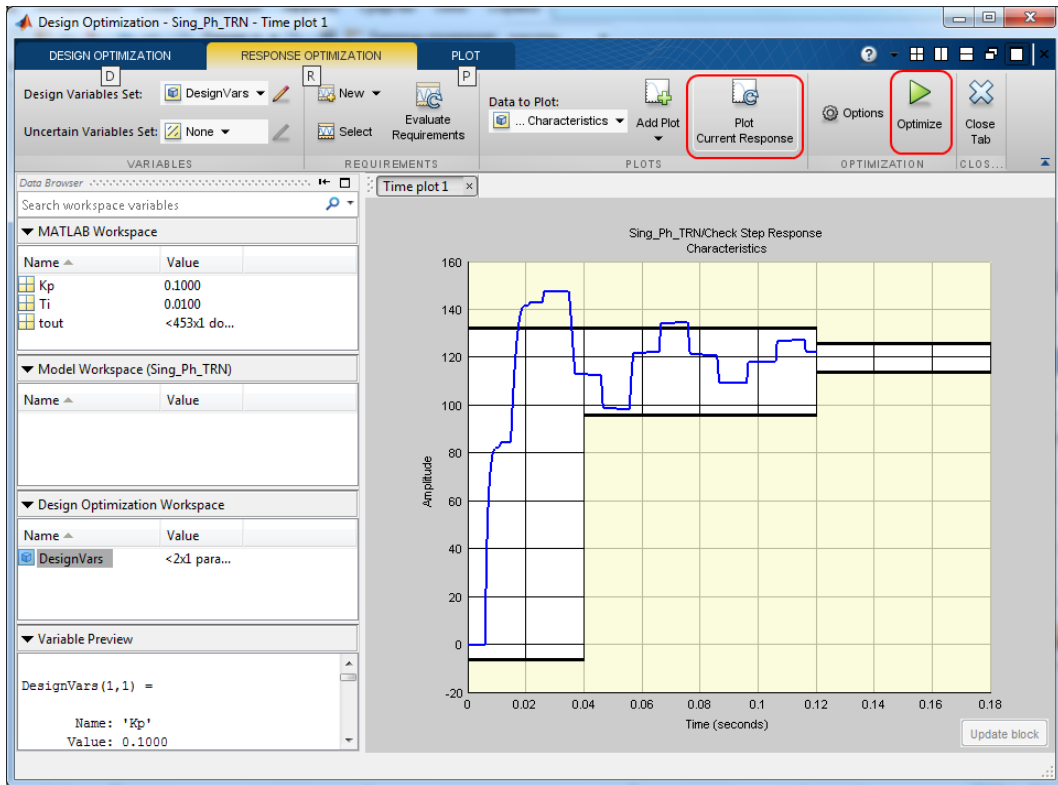 Design Optimization - Sing_Ph_TRN - Time plot 1
DESIGN OPTIMIZATION
RESPONSE OPTIMIZATION
PLOT
D
R
P
Design Variables Set:
DesignVars
Uncertain Variables Set:
None
New
Select
Evaluate
Requirements
Data to Plot:
... Characteristics
Add Plot
Plot
Current Response
Options
Optimize
Close
Tab
VARIABLES
REQUIREMENTS
PLOTS
OPTIMIZATION
CLOS...
Data Browser
Search workspace variables
MATLAB Workspace
Name Value
Kp 0.1000
Ti 0.0100
tout <453x1 do...
Model Workspace (Sing_Ph_TRN)
Name Value
Design Optimization Workspace
Name Value
DesignVars <2x1 para...
Variable Preview
DesignVars(1,1) =
Name: 'Kp'
Value: 0.1000
Time plot 1
Sing_Ph_TRN/Check Step Response
Characteristics
160
140
120
100
80
60
40
20
0
-20
Amplitude
0 0.02 0.04 0.06 0.08 0.1 0.12 0.14 0.16 0.18
Time (seconds)
Update block